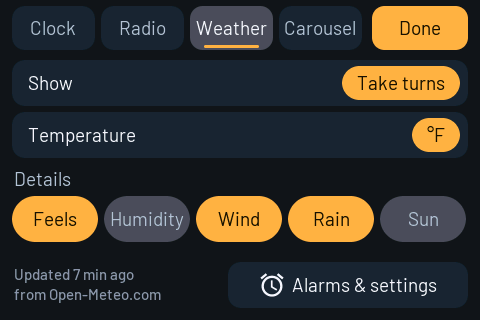 Clock Radio Weather Carousel Done
Show Take turns
Temperature °F
Details
Feels Humidity Wind Rain Sun
Updated 7 min ago
from Open-Meteo.com
Alarms & settings